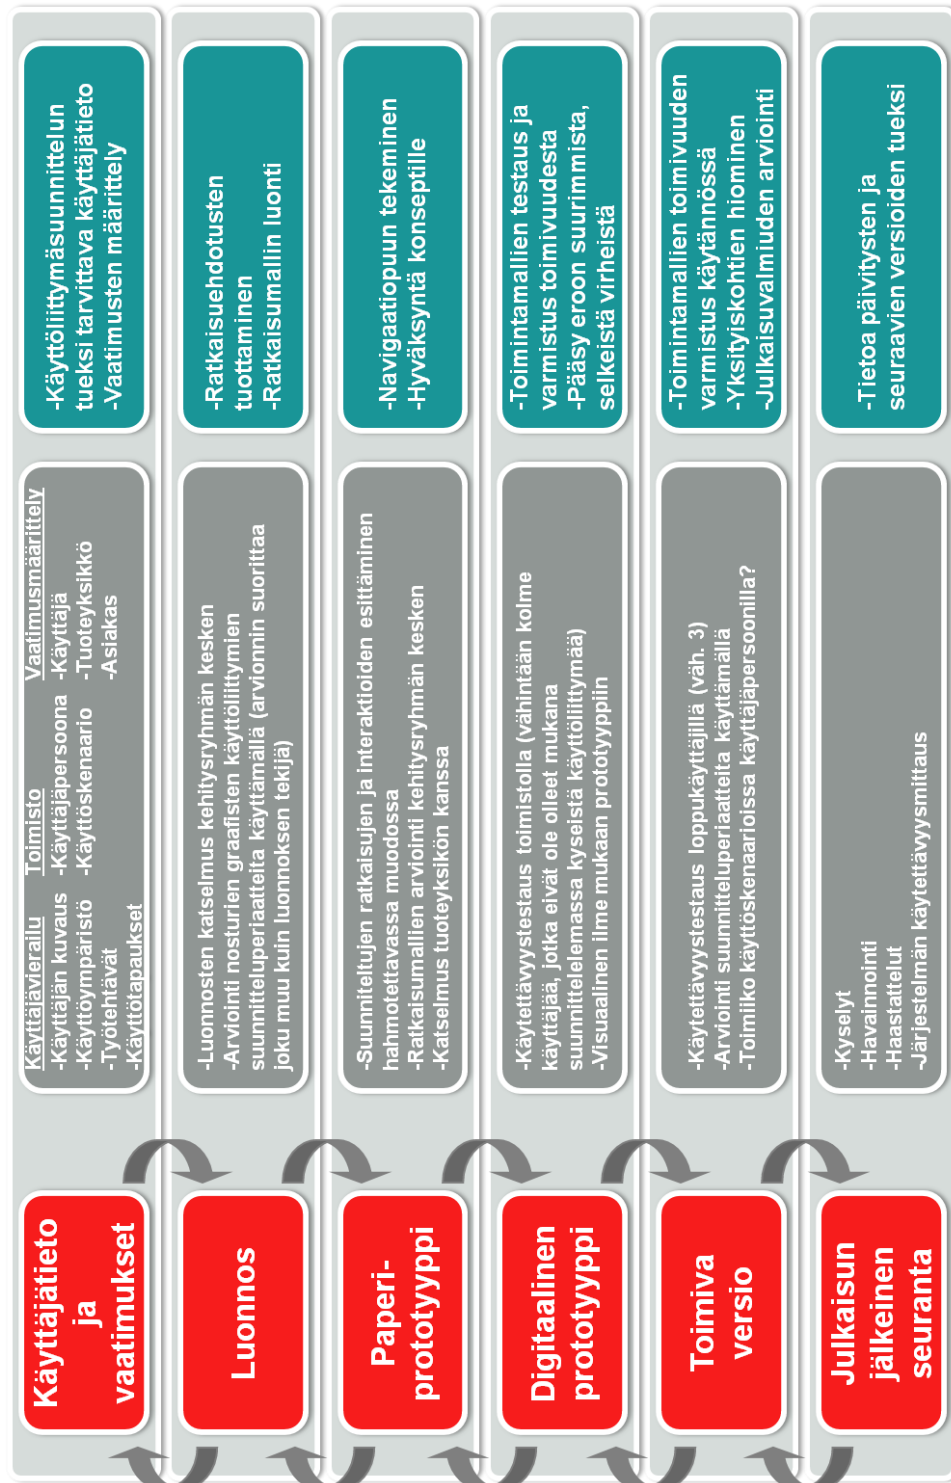 Käyttäjätieto
ja
vaatimukset
Käyttäjävierailu
-Käyttäjän kuvaus
-Käyttöympäristö
-Työtehtävät
-Käyttötapaukset
Toimisto
-Käyttäjäpersoona
-Käyttöskenaario
Vaatimusmäärittely
-Käyttäjä
-Tuoteyksikkö
-Asiakas
-Käyttöliittymäsuunnittelun
tueksi tarvittava käyttäjätieto
-Vaatimusten määrittely
Luonnos
-Luonnosten katselmus kehitysryhmän kesken
-Arviointi nosturien graafisten käyttöliittymien
suunnitteluperiaatteita käyttämällä (arvionnin suorittaa
joku muu kuin luonnoksen tekijä)
-Ratkaisuehdotusten
tuottaminen
-Ratkaisumallin luonti
Paperi-
prototyyppi
-Suunniteltujen ratkaisujen ja interaktioiden esittäminen
hahmotettavassa muodossa
-Ratkaisumallien arviointi kehitysryhmän kesken
-Katselmus tuoteyksikön kanssa
-Navigaatiopun tekeminen
-Hyväksyntä konseptille
Digitaalinen
prototyyppi
-Käytettävyystestaus toimistolla (vähintään kolme
käyttäjää, jotka eivät ole olleet mukana
suunnittelelemassa kyseistä käyttöliittymää)
-Visuaalinen ilme mukaan prototyyppiin
-Toimintamallien testaus ja
varmistus toimivuudesta
-Pääsy eroon suurimmista,
selkeistä virheistä
Toimiva
versio
-Käytettävyystestaus loppukäyttäjillä (väh. 3)
-Arviointi suunnitteluperiaatteita käyttämällä
-Toimiiko käyttöskenaarioissa käyttäjäpersoonilla?
-Toimintamallien toimivuuden
varmistus käytännössä
-Yksityiskohtien hiominen
-Julkaisuvalmiuden arviointi
Julkaisun
jälkeinen
seuranta
-Kyselyt
-Havainnointi
-Haastattelut
-Järjestelmän käytettävyysmittaus
-Tietoa päivitysten ja
seuraavien versioiden tueksi